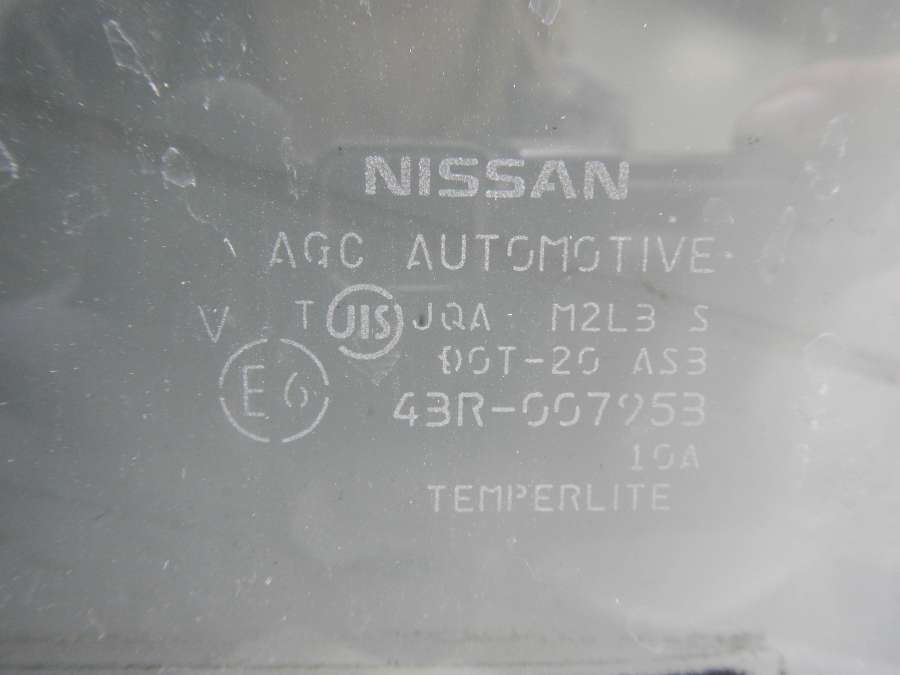 NISSAN
AGC AUTOMOTIVE
V T JIS JQA M2L3 S
DOT-20 AS3
E6 43R-007953
10A
TEMPERLITE